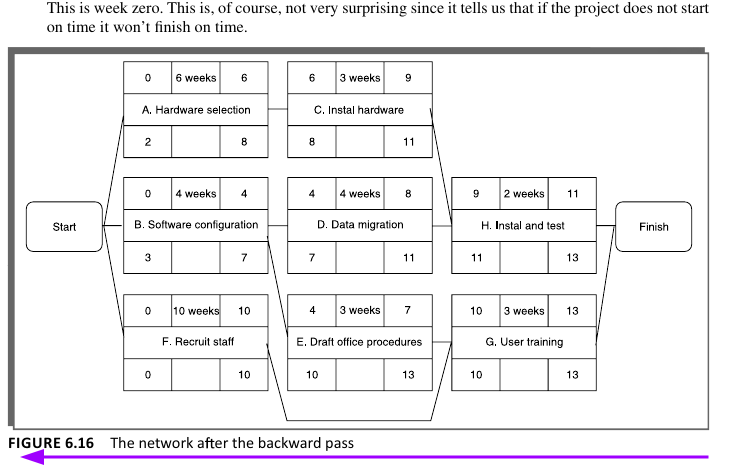 This is week zero. This is, of course, not very surprising since it tells us that if the project does not start
on time it won't finish on time.
0 6 weeks 6
A. Hardware selection
2 8
6 3 weeks 9
C. Instal hardware
8 11
Start
0 4 weeks 4
B. Software configuration
3 7
4 4 weeks 8
D. Data migration
7 11
9 2 weeks 11
H. Instal and test
11 13
Finish
0 10 weeks 10
F. Recruit staff
0 10
4 3 weeks 7
E. Draft office procedures
10 13
10 3 weeks 13
G. User training
10 13
FIGURE 6.16 The network after the backward pass